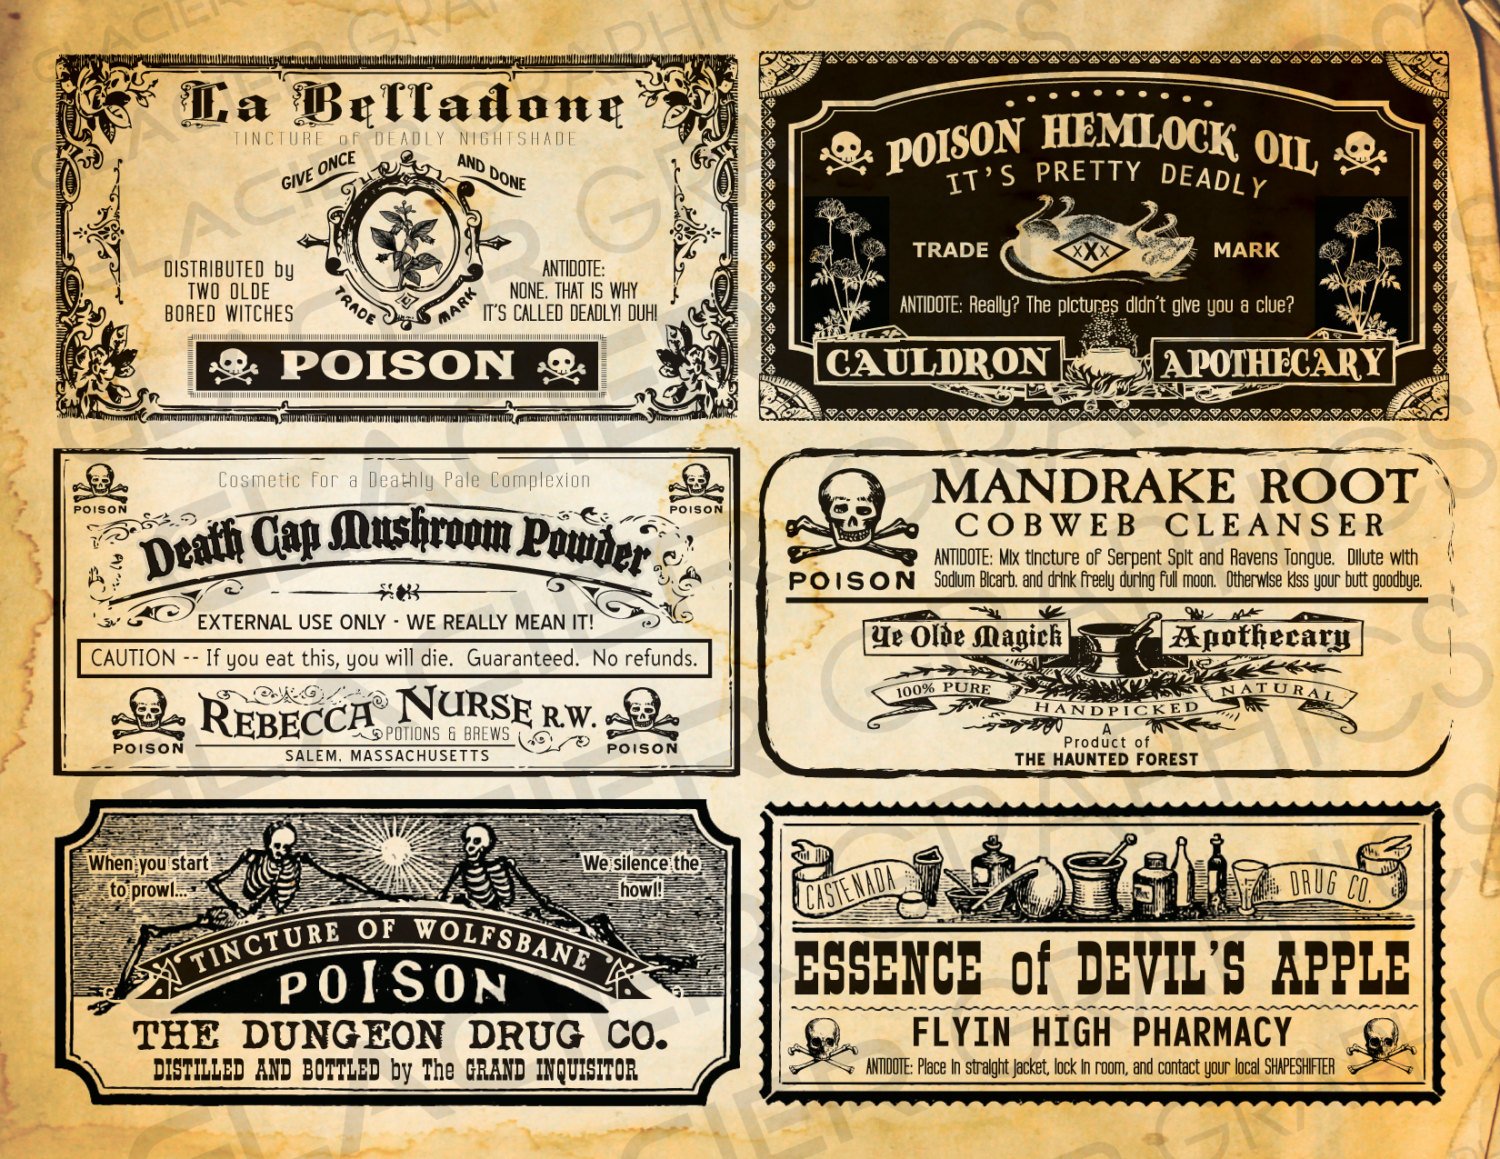 La Belladone
TINCTURE of DEADLY NIGHTSHADE
GIVE ONCE AND DONE
DISTRIBUTED by
TWO OLDE
BORED WITCHES
TRADE MARK
ANTIDOTE:
NONE. THAT IS WHY
IT'S CALLED DEADLY! DUH!
POISON
POISON HEMLOCK OIL
IT'S PRETTY DEADLY
TRADE XXX MARK
ANTIDOTE: Really? The pictures didn't give you a clue?
CAULDRON APOTHECARY
Cosmetic for a Deathly Pale Complexion
POISON POISON
Death Cap Mushroom Powder
EXTERNAL USE ONLY - WE REALLY MEAN IT!
CAUTION -- If you eat this, you will die. Guaranteed. No refunds.
REBECCA NURSE R.W.
POTIONS & BREWS
POISON SALEM, MASSACHUSETTS POISON
MANDRAKE ROOT
COBWEB CLEANSER
POISON
ANTIDOTE: Mix tincture of Serpent Spit and Ravens Tongue. Dilute with
Sodium Bicarb. and drink freely during full moon. Otherwise kiss your butt goodbye.
Ye Olde Magick Apothecary
100% PURE HANDPICKED NATURAL
A
Product of
THE HAUNTED FOREST
When you start
to prowl...
We silence the
howl!
TINCTURE OF WOLFSBANE
POISON
THE DUNGEON DRUG CO.
DISTILLED AND BOTTLED by The GRAND INQUISITOR
CASTENADA DRUG CO.
ESSENCE of DEVIL'S APPLE
FLYIN HIGH PHARMACY
ANTIDOTE: Place in straight jacket, lock in room, and contact your local SHAPESHIFTER
GLACIER GRAPHICS